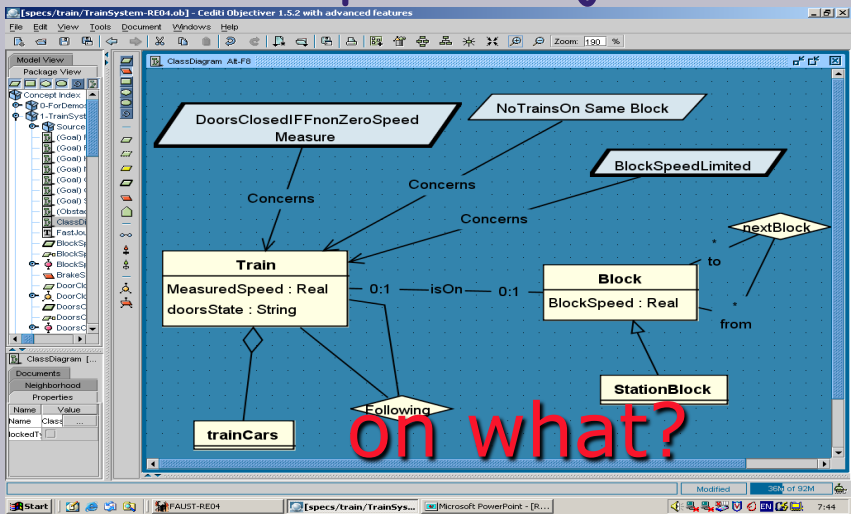 [specs/train/TrainSystem-RE04.ob] - Cediti Objectiver 1.5.2 with advanced features
File Edit View Tools Document Windows Help
Zoom: 190 %
Model View
Package View
Concept Index
0-ForDemo
1-TrainSyst
Source
(Goal)
(Goal)
(Goal)
(Goal)
(Goal)
(Goal)
(Obstac
ClassDi
FastJou
BlockSp
BlockSp
BlockSp
BrakeS
DoorClo
DoorClo
DoorsC
DoorsC
DoorsC
ClassDiagram [...
Documents
Neighborhood
Properties
Name Value
Name Class ...
lockedTy
ClassDiagram Alt-F8
DoorsClosedIFFnonZeroSpeed
Measure
NoTrainsOn Same Block
BlockSpeedLimited
Concerns
Concerns
Concerns
nextBlock
*
to
*
from
Train
MeasuredSpeed : Real
doorsState : String
0:1
isOn
0:1
Block
BlockSpeed : Real
StationBlock
Following
trainCars
on what?
Modified 36M of 92M
Start FAUST-RE04 [specs/train/TrainSys... Microsoft PowerPoint - [R... EN 7:44